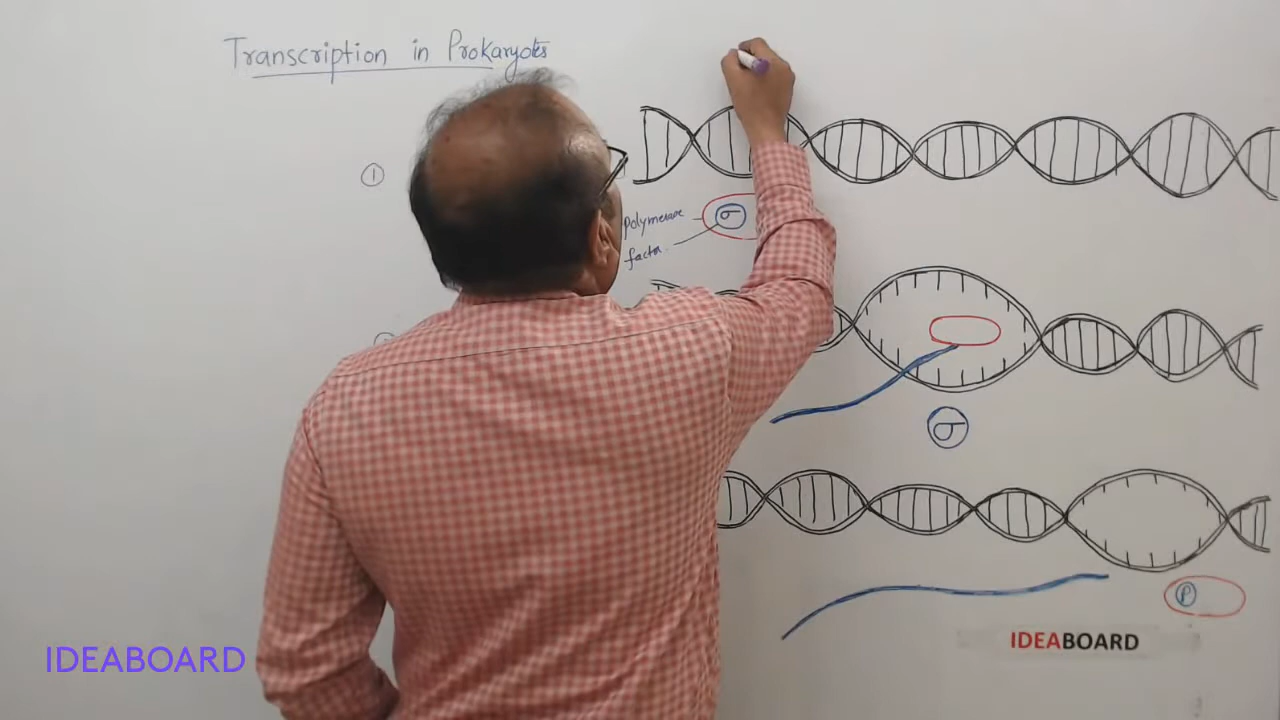 Transcription in Prokaryotes
①
Polymerase
σ
factor
σ
ρ
IDEABOARD
IDEABOARD